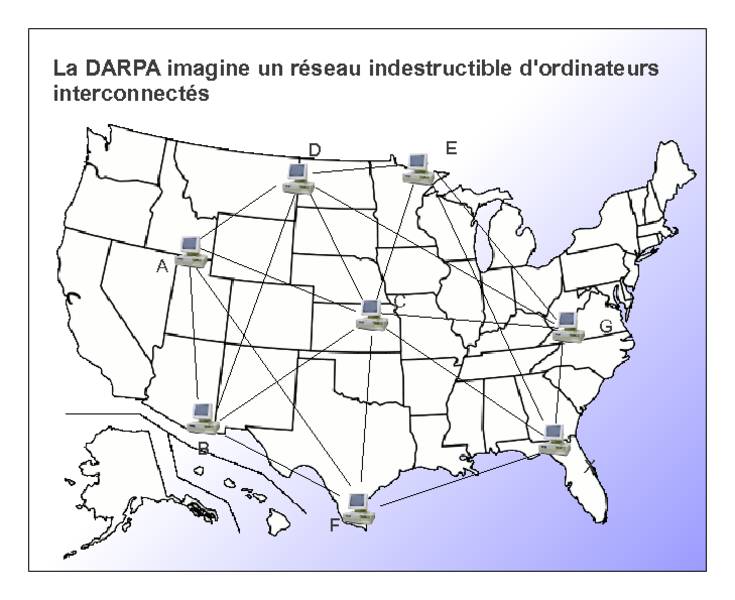 La DARPA imagine un réseau indestructible d'ordinateurs
interconnectés
D
E
A
C
G
B
Y
F